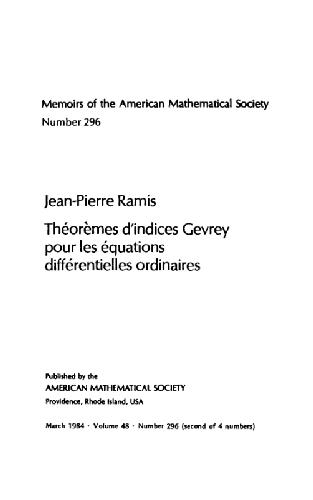 Memoirs of the American Mathematical Society
Number 296
Jean-Pierre Ramis
Théorèmes d'indices Gevrey
pour les équations
différentielles ordinaires
Published by the
AMERICAN MATHEMATICAL SOCIETY
Providence, Rhode Island, USA
March 1984 · Volume 48 · Number 296 (second of 4 numbers)